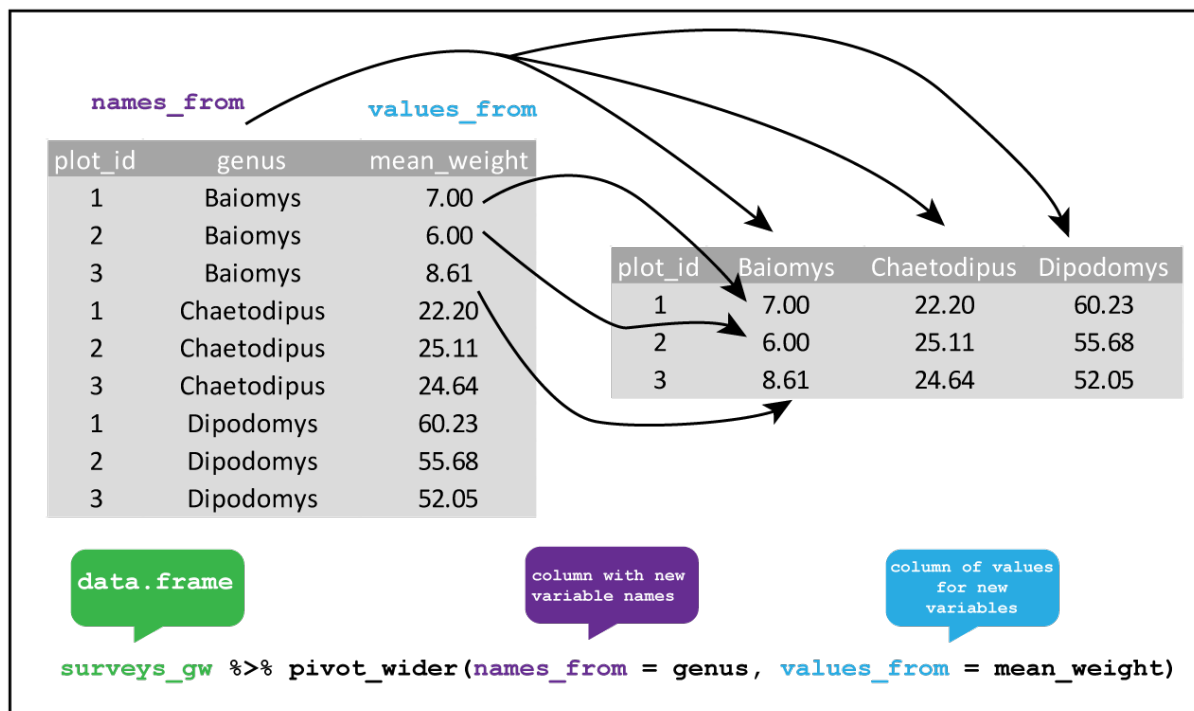 names_from values_from
plot_id genus mean_weight
1 Baiomys 7.00
2 Baiomys 6.00
3 Baiomys 8.61
1 Chaetodipus 22.20
2 Chaetodipus 25.11
3 Chaetodipus 24.64
1 Dipodomys 60.23
2 Dipodomys 55.68
3 Dipodomys 52.05
plot_id Baiomys Chaetodipus Dipodomys
1 7.00 22.20 60.23
2 6.00 25.11 55.68
3 8.61 24.64 52.05
data.frame
column with new
variable names
column of values
for new
variables
surveys_gw %>% pivot_wider(names_from = genus, values_from = mean_weight)